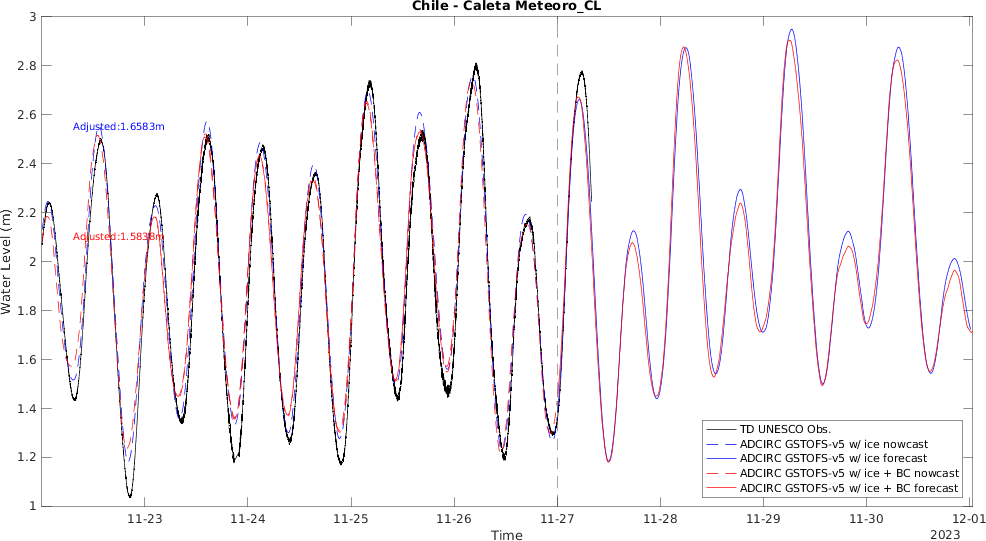 Chile - Caleta Meteoro_CL
Water Level (m)
3
2.8
2.6
2.4
2.2
2
1.8
1.6
1.4
1.2
1
Adjusted:1.6583m
Adjusted:1.5838m
TD UNESCO Obs.
ADCIRC GSTOFS-v5 w/ ice nowcast
ADCIRC GSTOFS-v5 w/ ice forecast
ADCIRC GSTOFS-v5 w/ ice + BC nowcast
ADCIRC GSTOFS-v5 w/ ice + BC forecast
11-23 11-24 11-25 11-26 11-27 11-28 11-29 11-30 12-01
Time
2023